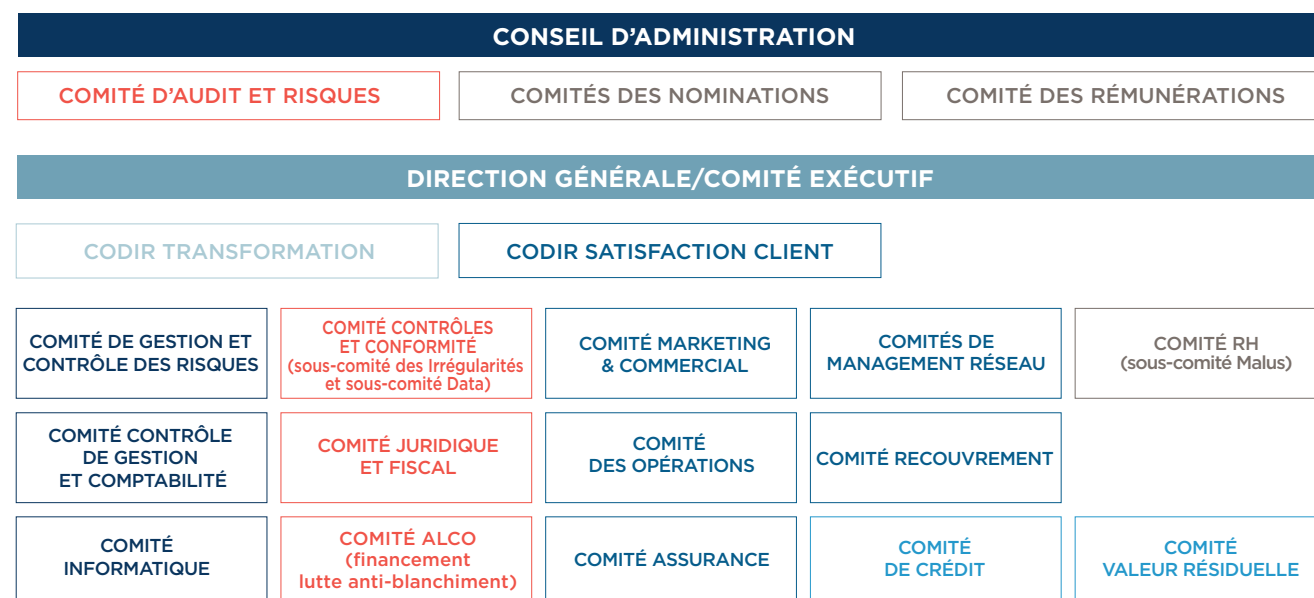 CONSEIL D’ADMINISTRATION
COMITÉ D’AUDIT ET RISQUES
COMITÉS DES NOMINATIONS
COMITÉ DES RÉMUNÉRATIONS
DIRECTION GÉNÉRALE/COMITÉ EXÉCUTIF
CODIR TRANSFORMATION
CODIR SATISFACTION CLIENT
COMITÉ DE GESTION ET
CONTRÔLE DES RISQUES
COMITÉ CONTRÔLES
ET CONFORMITÉ
(sous-comité des Irrégularités
et sous-comité Data)
COMITÉ MARKETING
& COMMERCIAL
COMITÉS DE
MANAGEMENT RÉSEAU
COMITÉ RH
(sous-comité Malus)
COMITÉ CONTRÔLE
DE GESTION
ET COMPTABILITÉ
COMITÉ JURIDIQUE
ET FISCAL
COMITÉ
DES OPÉRATIONS
COMITÉ RECOUVREMENT
COMITÉ
INFORMATIQUE
COMITÉ ALCO
(financement
lutte anti-blanchiment)
COMITÉ ASSURANCE
COMITÉ
DE CRÉDIT
COMITÉ
VALEUR RÉSIDUELLE